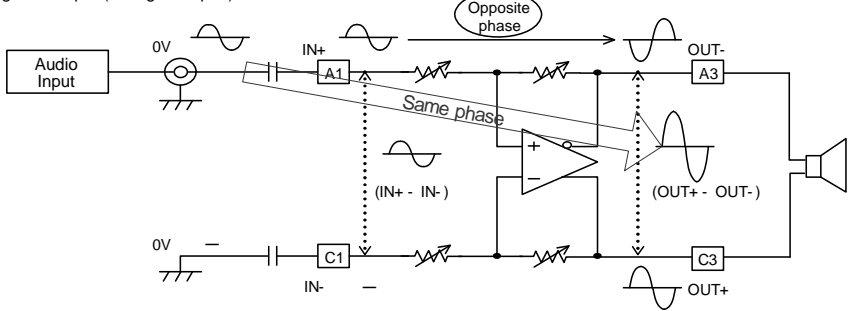 Opposite
phase
Audio
Input
0V
IN+
A1
OUT-
A3
Same phase
+
−
(IN+ - IN-)
(OUT+ - OUT-)
0V
−
C1
IN-
−
C3
OUT+